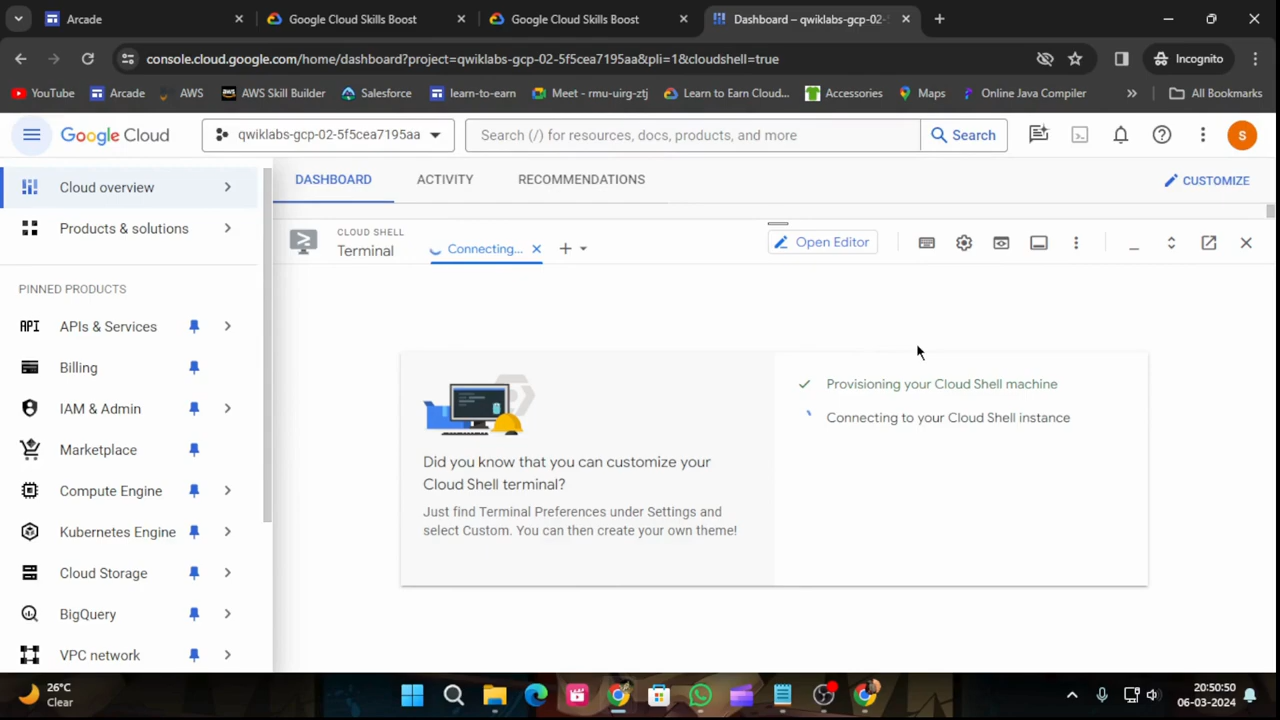 Arcade
Google Cloud Skills Boost
Google Cloud Skills Boost
Dashboard – qwiklabs-gcp-02-
console.cloud.google.com/home/dashboard?project=qwiklabs-gcp-02-5f5cea7195aa&pli=1&cloudshell=true
Incognito
YouTube
Arcade
AWS
AWS Skill Builder
Salesforce
learn-to-earn
Meet - rmu-uirg-ztj
Learn to Earn Cloud...
Accessories
Maps
Online Java Compiler
»
All Bookmarks
Google Cloud
qwiklabs-gcp-02-5f5cea7195aa
Search (/) for resources, docs, products, and more
Search
S
Cloud overview
Products & solutions
PINNED PRODUCTS
API
APIs & Services
Billing
IAM & Admin
Marketplace
Compute Engine
Kubernetes Engine
Cloud Storage
BigQuery
VPC network
DASHBOARD
ACTIVITY
RECOMMENDATIONS
CUSTOMIZE
CLOUD SHELL
Terminal
Connecting...
Open Editor
Did you know that you can customize your
Cloud Shell terminal?
Just find Terminal Preferences under Settings and
select Custom. You can then create your own theme!
Provisioning your Cloud Shell machine
Connecting to your Cloud Shell instance
26°C
Clear
20:50:50
06-03-2024